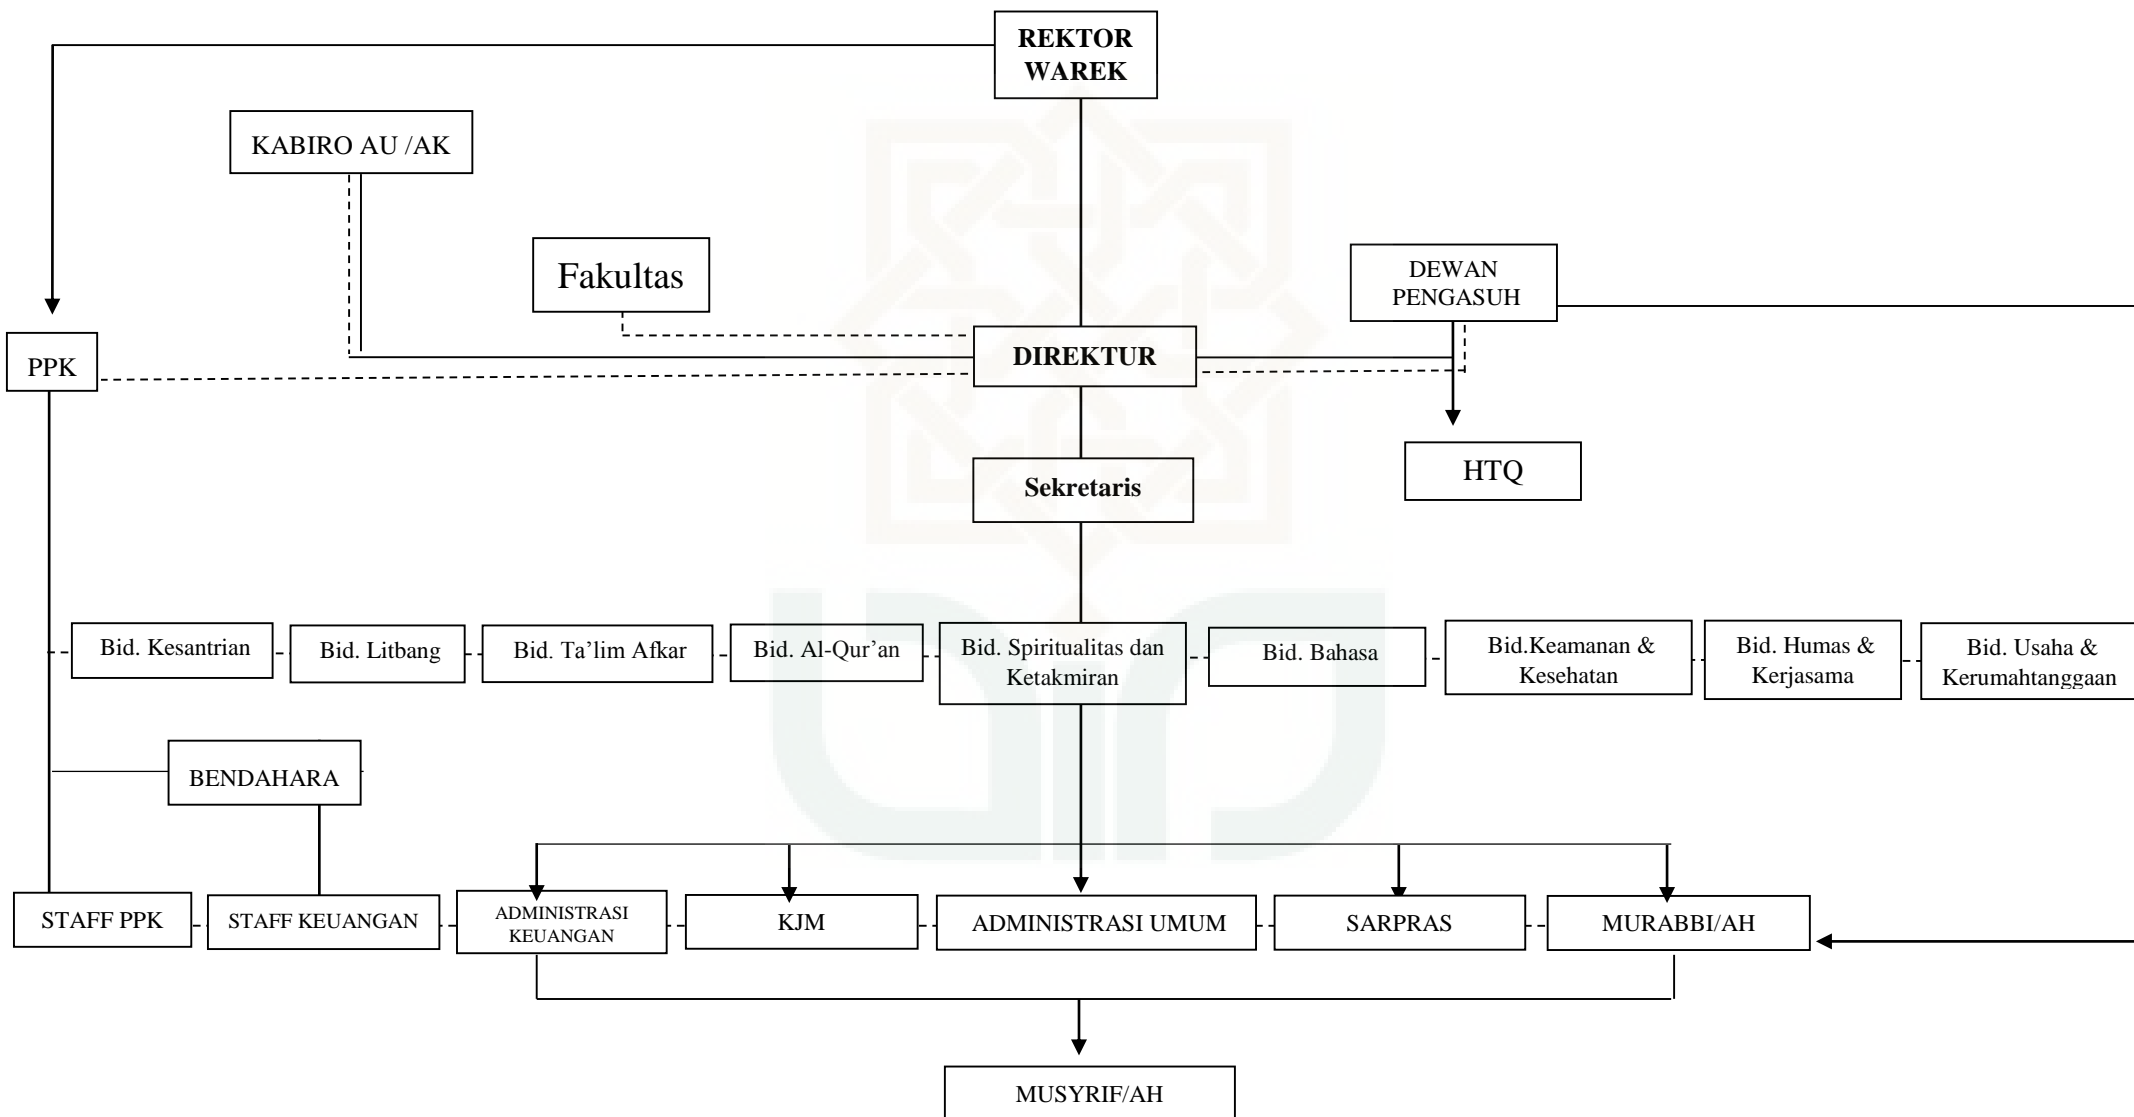 REKTOR
WAREK
KABIRO AU /AK
Fakultas
DEWAN
PENGASUH
PPK
DIREKTUR
HTQ
Sekretaris
Bid. Kesantrian
Bid. Litbang
Bid. Ta’lim Afkar
Bid. Al-Qur’an
Bid. Spiritualitas dan
Ketakmiran
Bid. Bahasa
Bid.Keamanan &
Kesehatan
Bid. Humas &
Kerjasama
Bid. Usaha &
Kerumahtanggaan
BENDAHARA
STAFF PPK
STAFF KEUANGAN
ADMINISTRASI
KEUANGAN
KJM
ADMINISTRASI UMUM
SARPRAS
MURABBI/AH
MUSYRIF/AH